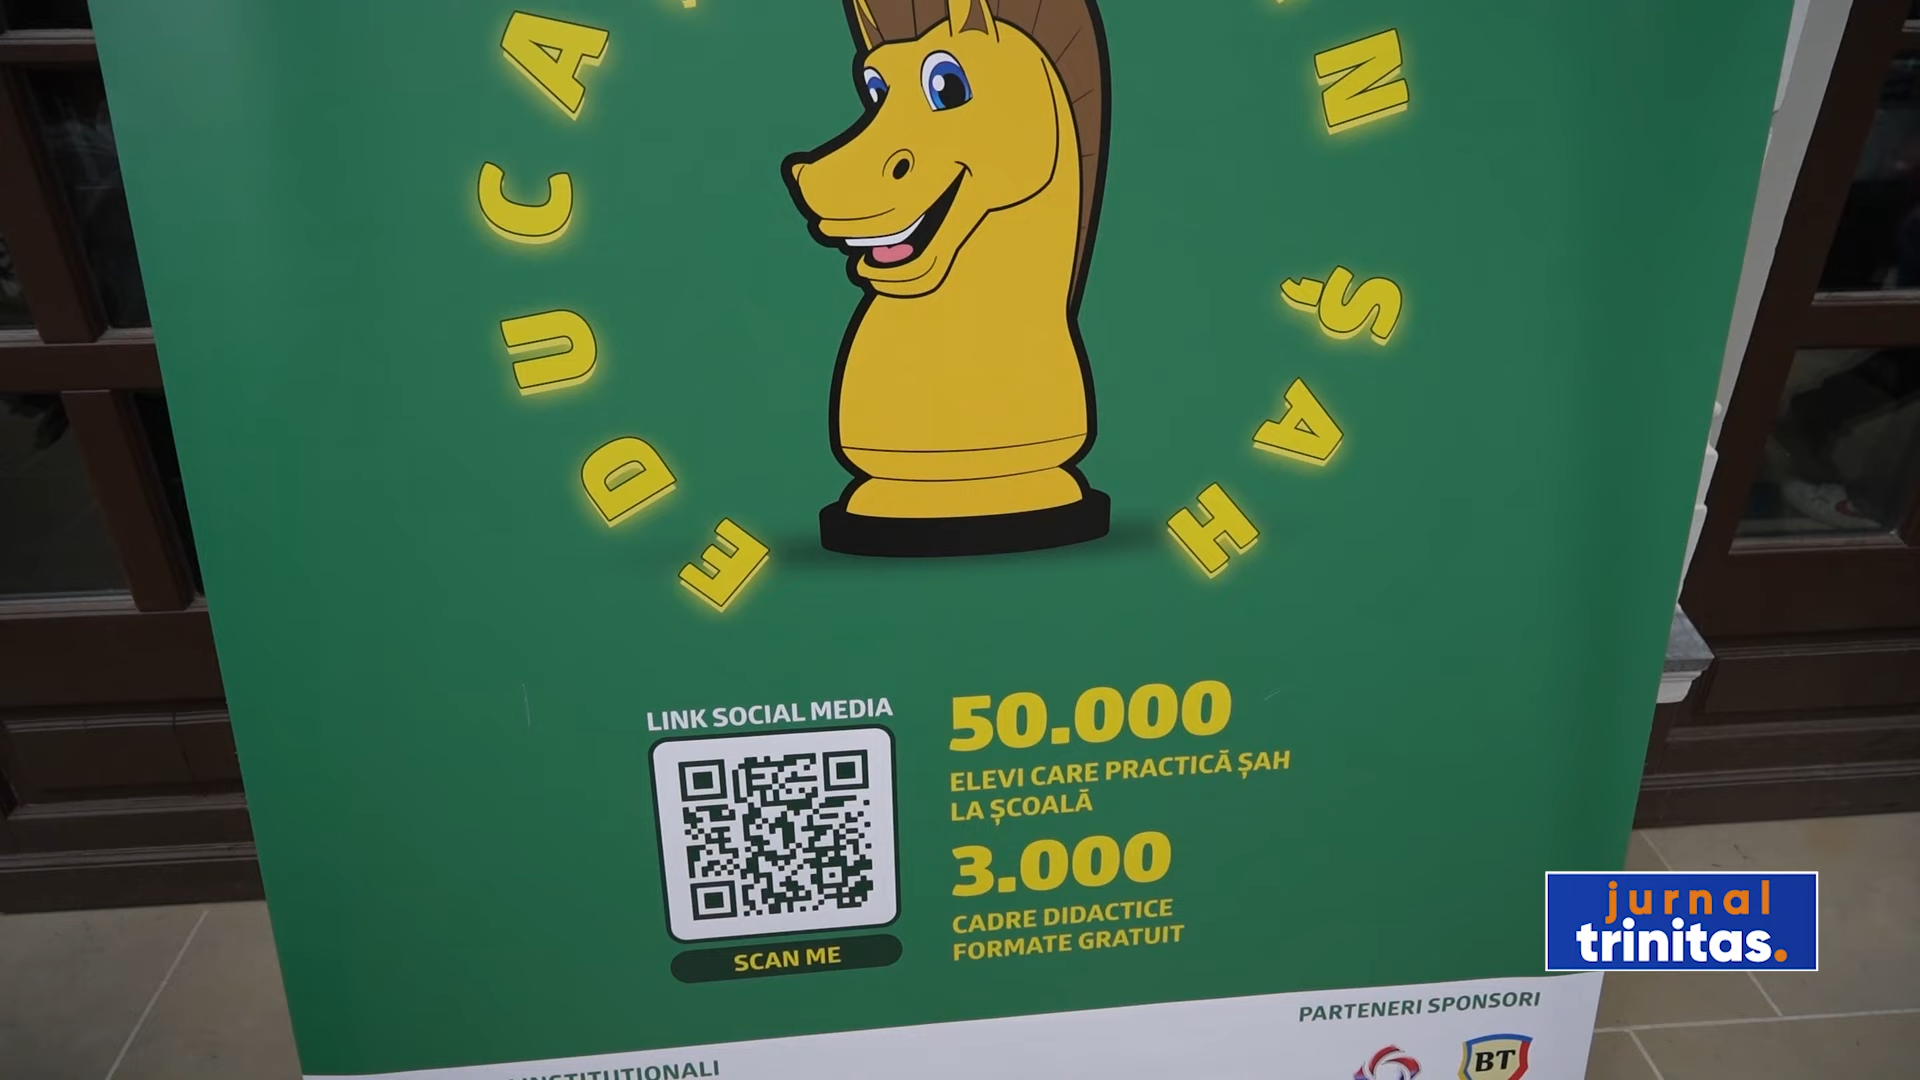 EDUCA
N ȘAH
LINK SOCIAL MEDIA
SCAN ME
50.000
ELEVI CARE PRACTICĂ ȘAH
LA ȘCOALĂ
3.000
CADRE DIDACTICE
FORMATE GRATUIT
PARTENERI SPONSORI
BT
jurnal
trinitas.